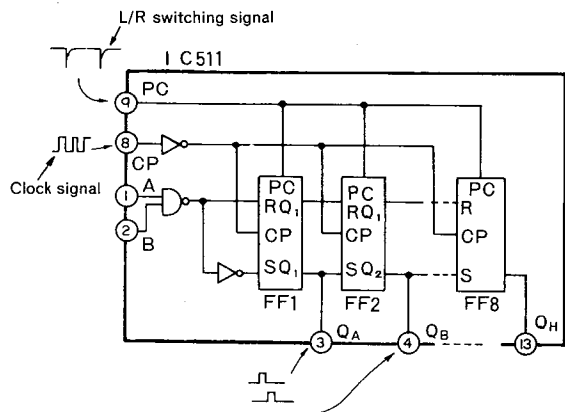 L/R switching signal
I C511
9 PC
8
CP
Clock signal
1 A
2 B
PC
RQ1
CP
SQ1
FF1
PC
RQ1
CP
SQ2
FF2
PC
R
CP
S
FF8
3 QA
4 QB
13 QH